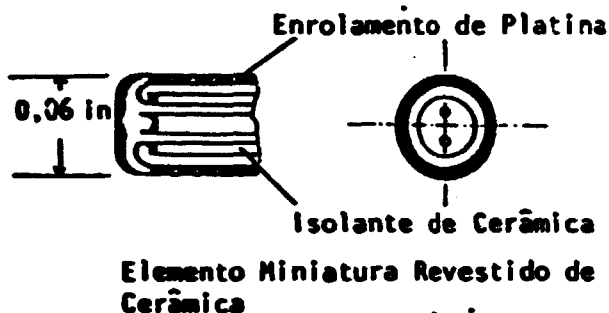 Enrolamento de Platina
0,06 in
Isolante de Cerâmica
Elemento Miniatura Revestido de
Cerâmica